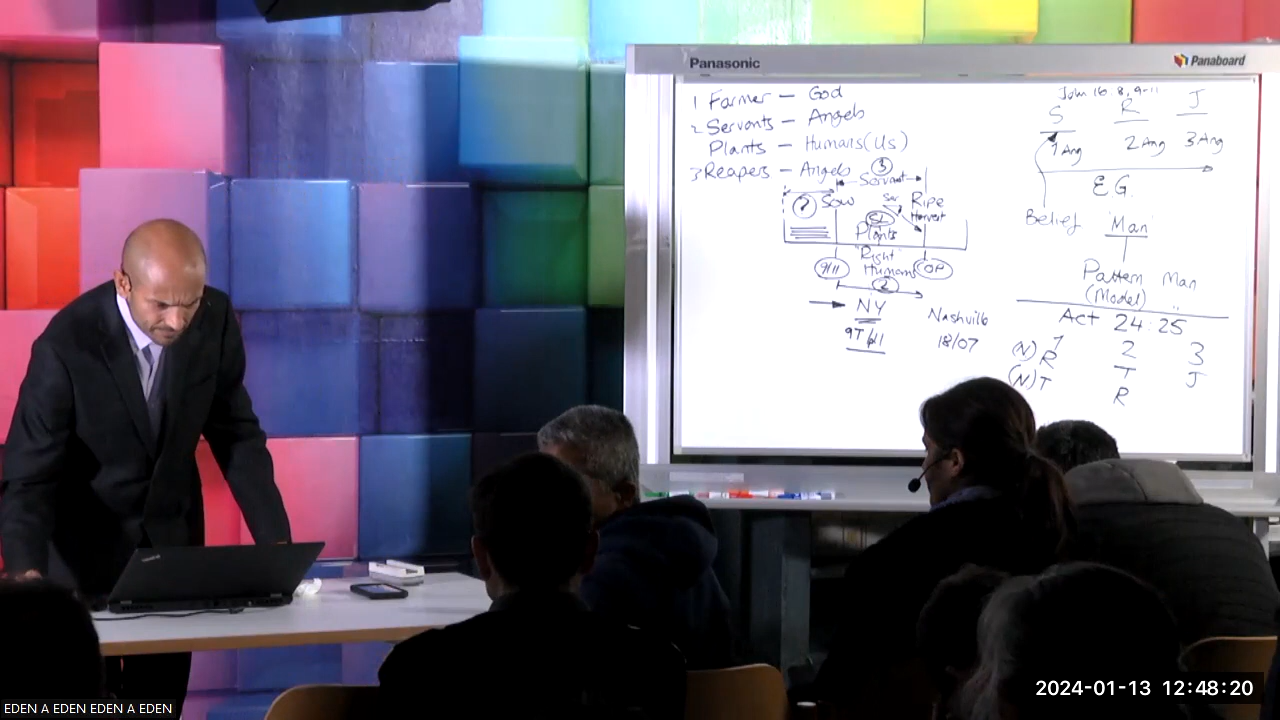 Panasonic
Panaboard
1 Farmer — God
2 Servants — Angels
Plants — Humans (Us)
3 Reapers — Angels
3
Servant
? Sow
Ripe
Harvest
Plants
"Right"
Humans
9/11
2
NY
9T/11
Nashville
18/07
John 16:8, 9-11
S R J
1 Ang 2 Ang 3 Ang
E.G.
Belief 'Man'
Pattern Man
(Model)
Act 24:25
1 2 3
(N) R T J
(N) T R
2024-01-13 12:48:20
EDEN A EDEN EDEN A EDEN